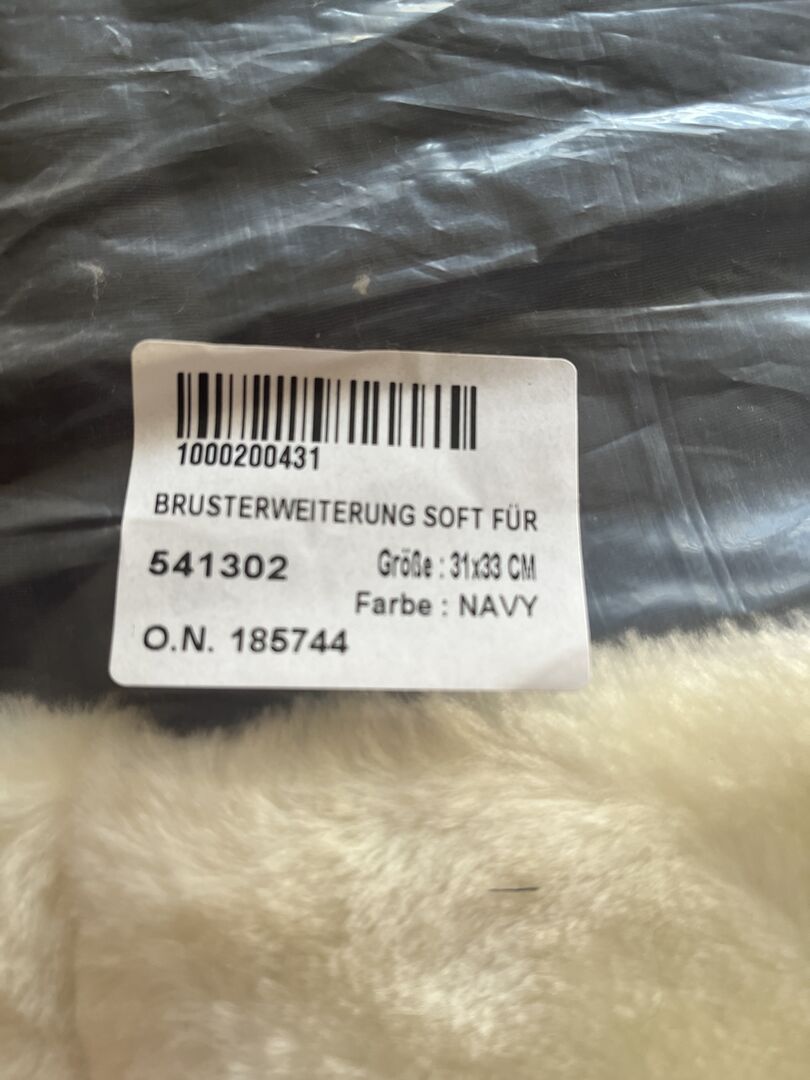 1000200431
BRUSTERWEITERUNG SOFT FÜR
541302 Größe : 31x33 CM
Farbe : NAVY
O.N. 185744